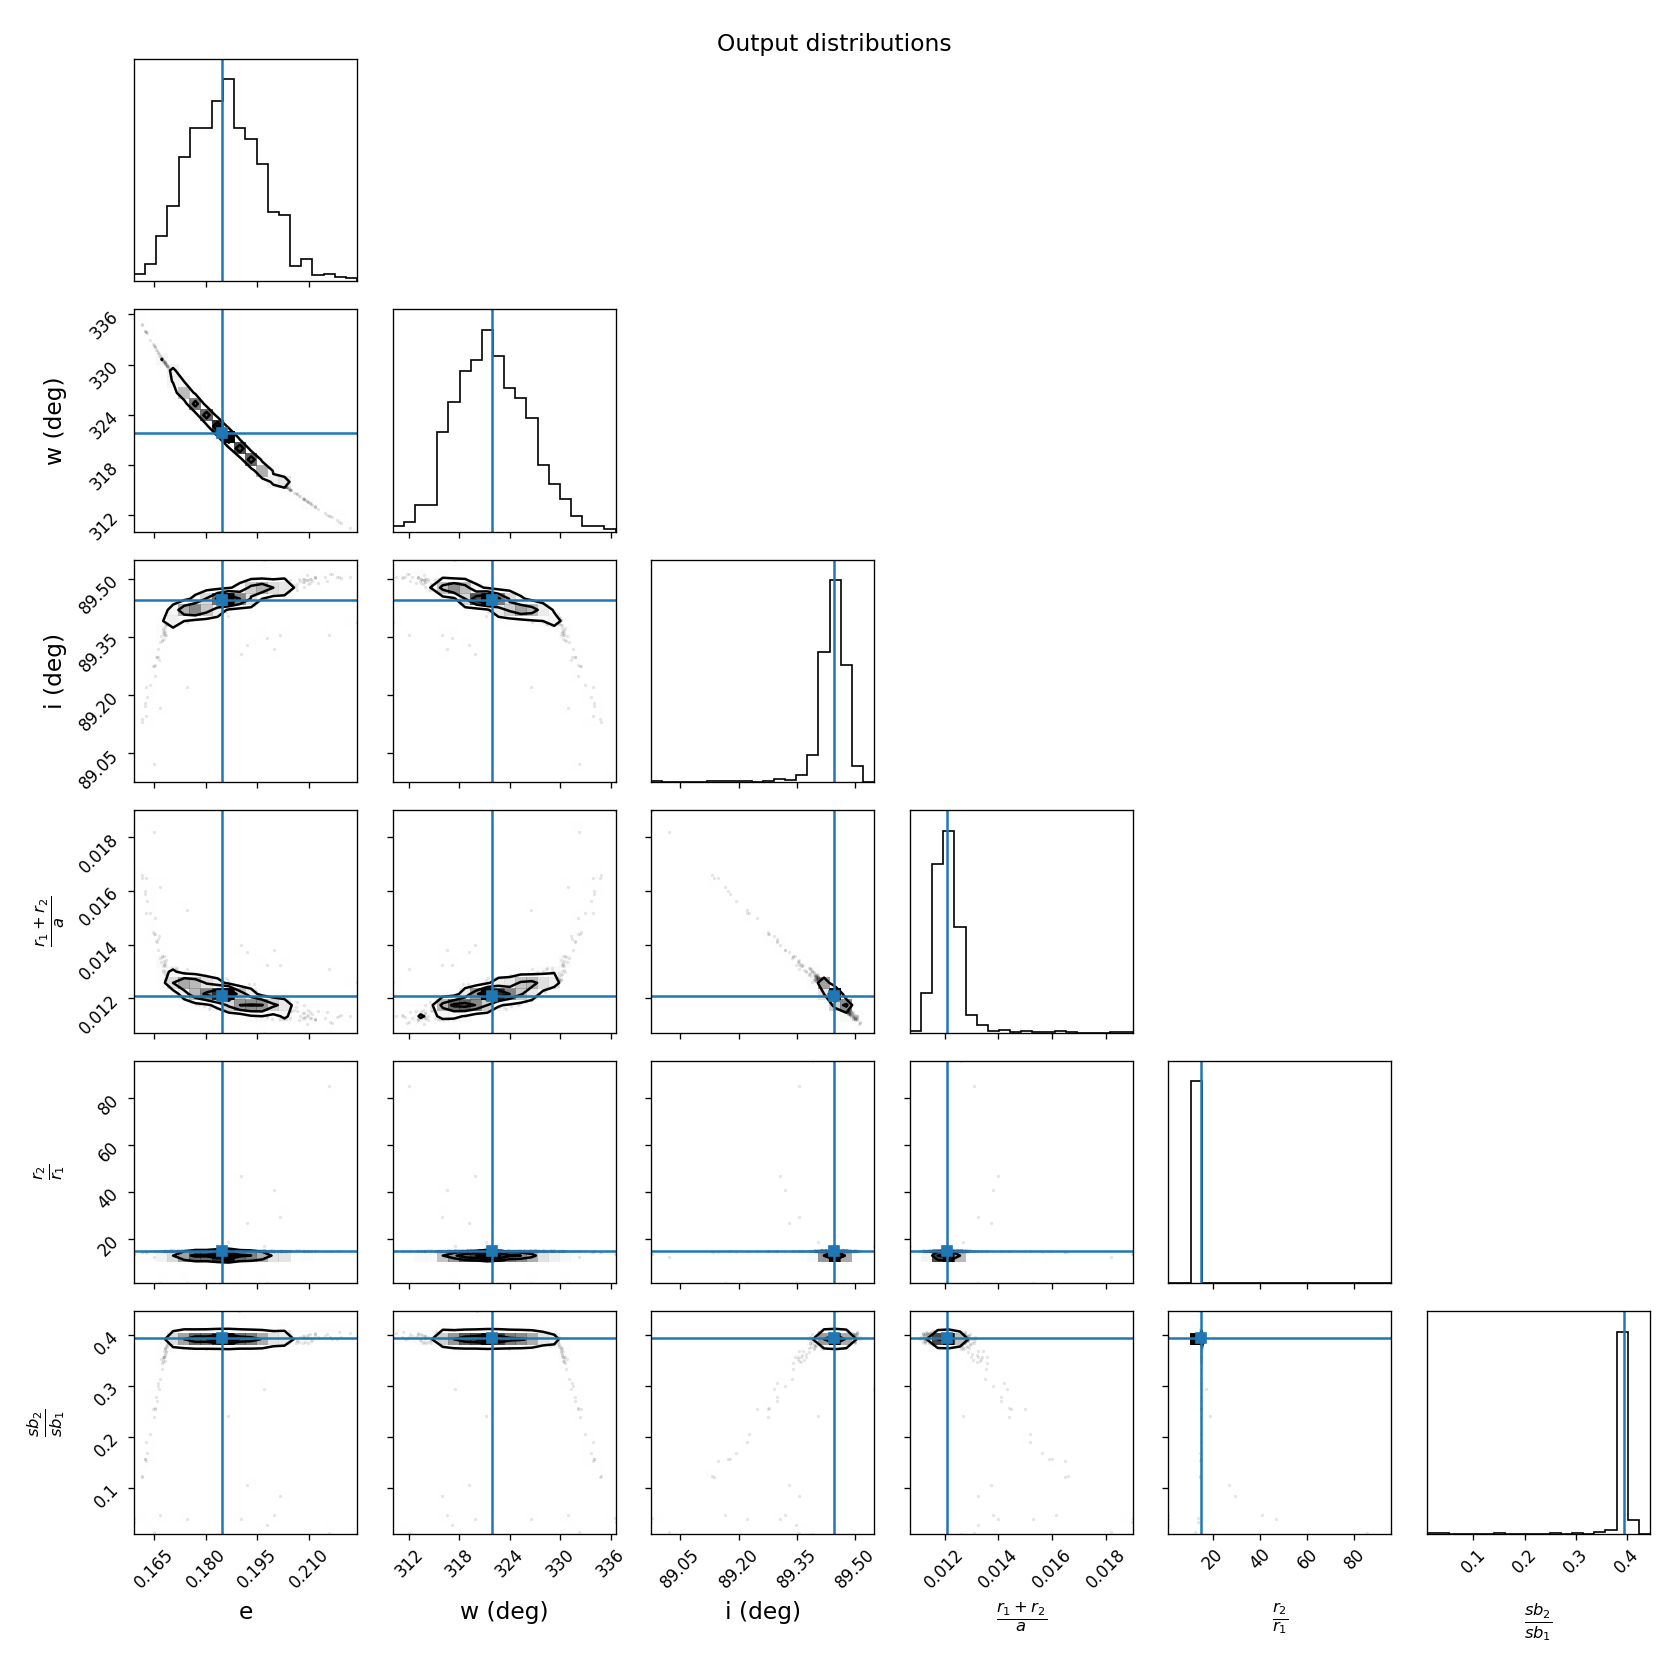 Output distributions
w (deg)
336
330
324
318
312
i (deg)
89.50
89.35
89.20
89.05
r₁ + r₂
a
0.018
0.016
0.014
0.012
r₂
r₁
80
60
40
20
sb₂
sb₁
0.4
0.3
0.2
0.1
0.165 0.180 0.195 0.210 312 318 324 330 336 89.05 89.20 89.35 89.50 0.012 0.014 0.016 0.018 20 40 60 80 0.1 0.2 0.3 0.4
e w (deg) i (deg)
r₁ + r₂
a
r₂
r₁
sb₂
sb₁